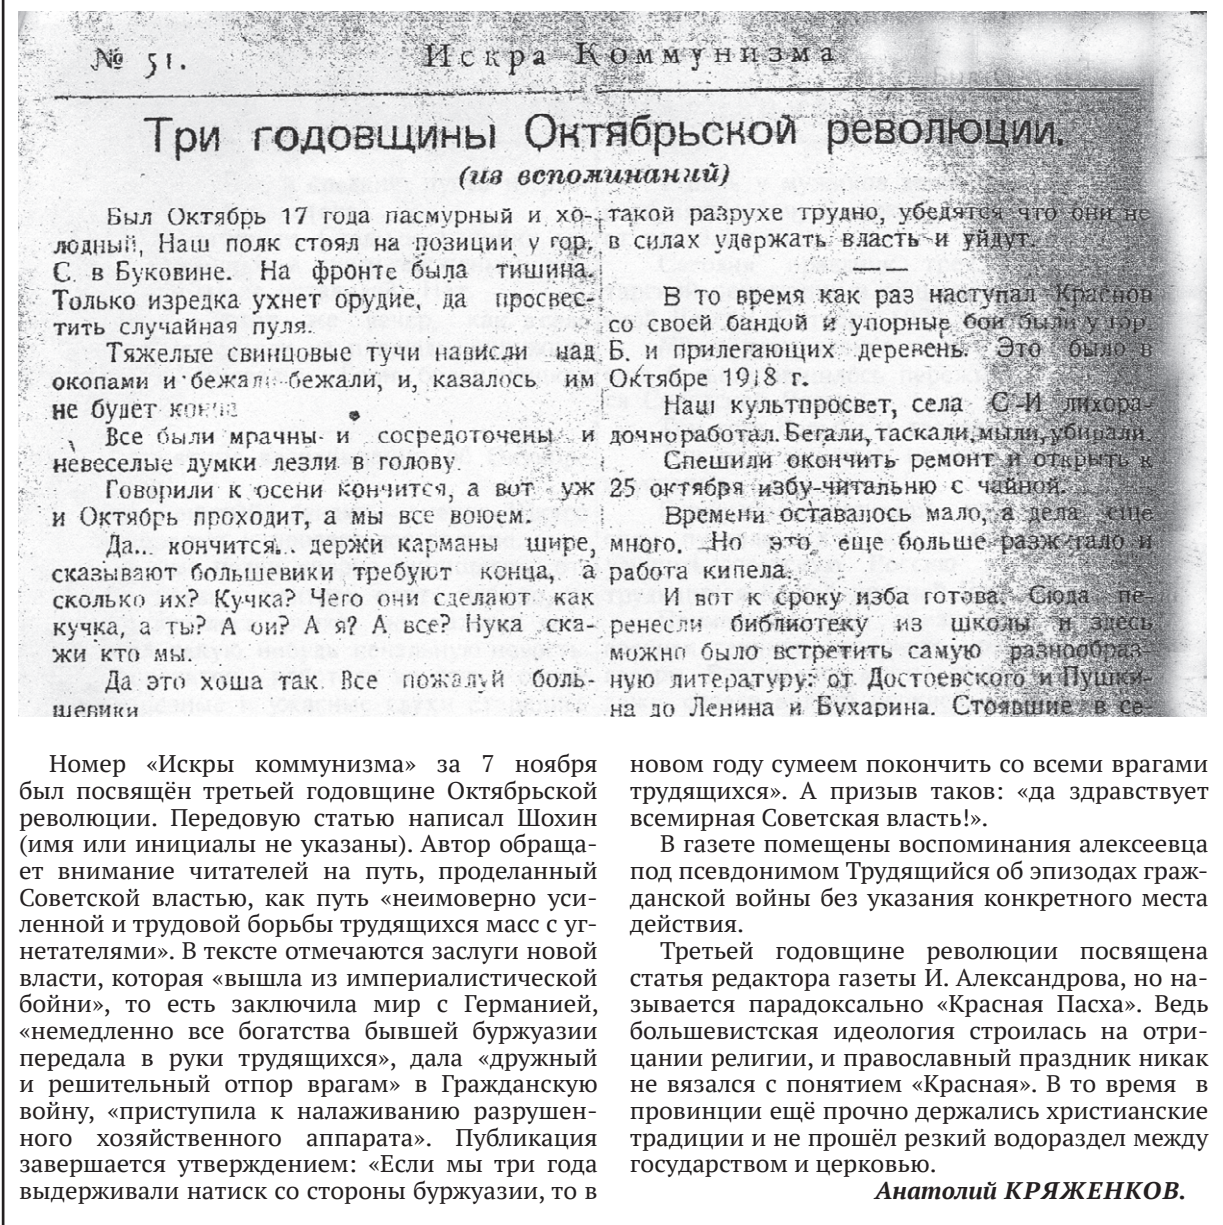 № 51.
Искра Коммунизма
Три годовщины Октябрьской революции.
(из вспоминаний)
Был Октябрь 17 года пасмурный и хо-
лодный, Наш полк стоял на позиции у гор.
С. в Буковине. На фронте была тишина.
Только изредка ухнет орудие, да просвес-
тить случайная пуля.
Тяжелые свинцовые тучи нависли над
окопами и бежали-бежали, и, казалось им
не будет конца
Все были мрачны и сосредоточены и
невеселые думки лезли в голову.
Говорили к осени кончится, а вот уж
и Октябрь проходит, а мы все воюем.
Да... кончится... держи карманы шире,
сказывают большевики требуют конца, а
сколько их? Кучка? Чего они сделают как
кучка, а ты? А он? А я? А все? Нука ска-
жи кто мы.
Да это хоша так. Все пожалуй боль-
шевики
такой разрухе трудно, убедятся что они не
в силах удержать власть и уйдут.
— —
В то время как раз наступал Краснов
со своей бандой и упорные бои были у гор.
Б. и прилегающих деревень. Это было в
Октябре 1918 г.
Наш культпросвет, села С-И лихора-
дочно работал. Бегали, таскали, мыли, убирали.
Спешили окончить ремонт и открыть к
25 октября избу-читальню с чайной.
Времени оставалось мало, а дела еще
много. Но это еще больше разжигало и
работа кипела.
И вот к сроку изба готова. Сюда пе-
ренесли библиотеку из школы и здесь
можно было встретить самую разнообраз-
ную литературу: от Достоевского и Пушки-
на до Ленина и Бухарина. Стоявшие в се-
Номер «Искры коммунизма» за 7 ноября
был посвящён третьей годовщине Октябрьской
революции. Передовую статью написал Шохин
(имя или инициалы не указаны). Автор обраща-
ет внимание читателей на путь, проделанный
Советской властью, как путь «неимоверно уси-
ленной и трудовой борьбы трудящихся масс с уг-
нетателями». В тексте отмечаются заслуги новой
власти, которая «вышла из империалистической
бойни», то есть заключила мир с Германией,
«немедленно все богатства бывшей буржуазии
передала в руки трудящихся», дала «дружный
и решительный отпор врагам» в Гражданскую
войну, «приступила к налаживанию разрушен-
ного хозяйственного аппарата». Публикация
завершается утверждением: «Если мы три года
выдерживали натиск со стороны буржуазии, то в
новом году сумеем покончить со всеми врагами
трудящихся». А призыв таков: «да здравствует
всемирная Советская власть!».
В газете помещены воспоминания алексеевца
под псевдонимом Трудящийся об эпизодах граж-
данской войны без указания конкретного места
действия.
Третьей годовщине революции посвящена
статья редактора газеты И. Александрова, но на-
зывается парадоксально «Красная Пасха». Ведь
большевистская идеология строилась на отри-
цании религии, и православный праздник никак
не вязался с понятием «Красная». В то время в
провинции ещё прочно держались христианские
традиции и не прошёл резкий водораздел между
государством и церковью.
Анатолий КРЯЖЕНКОВ.